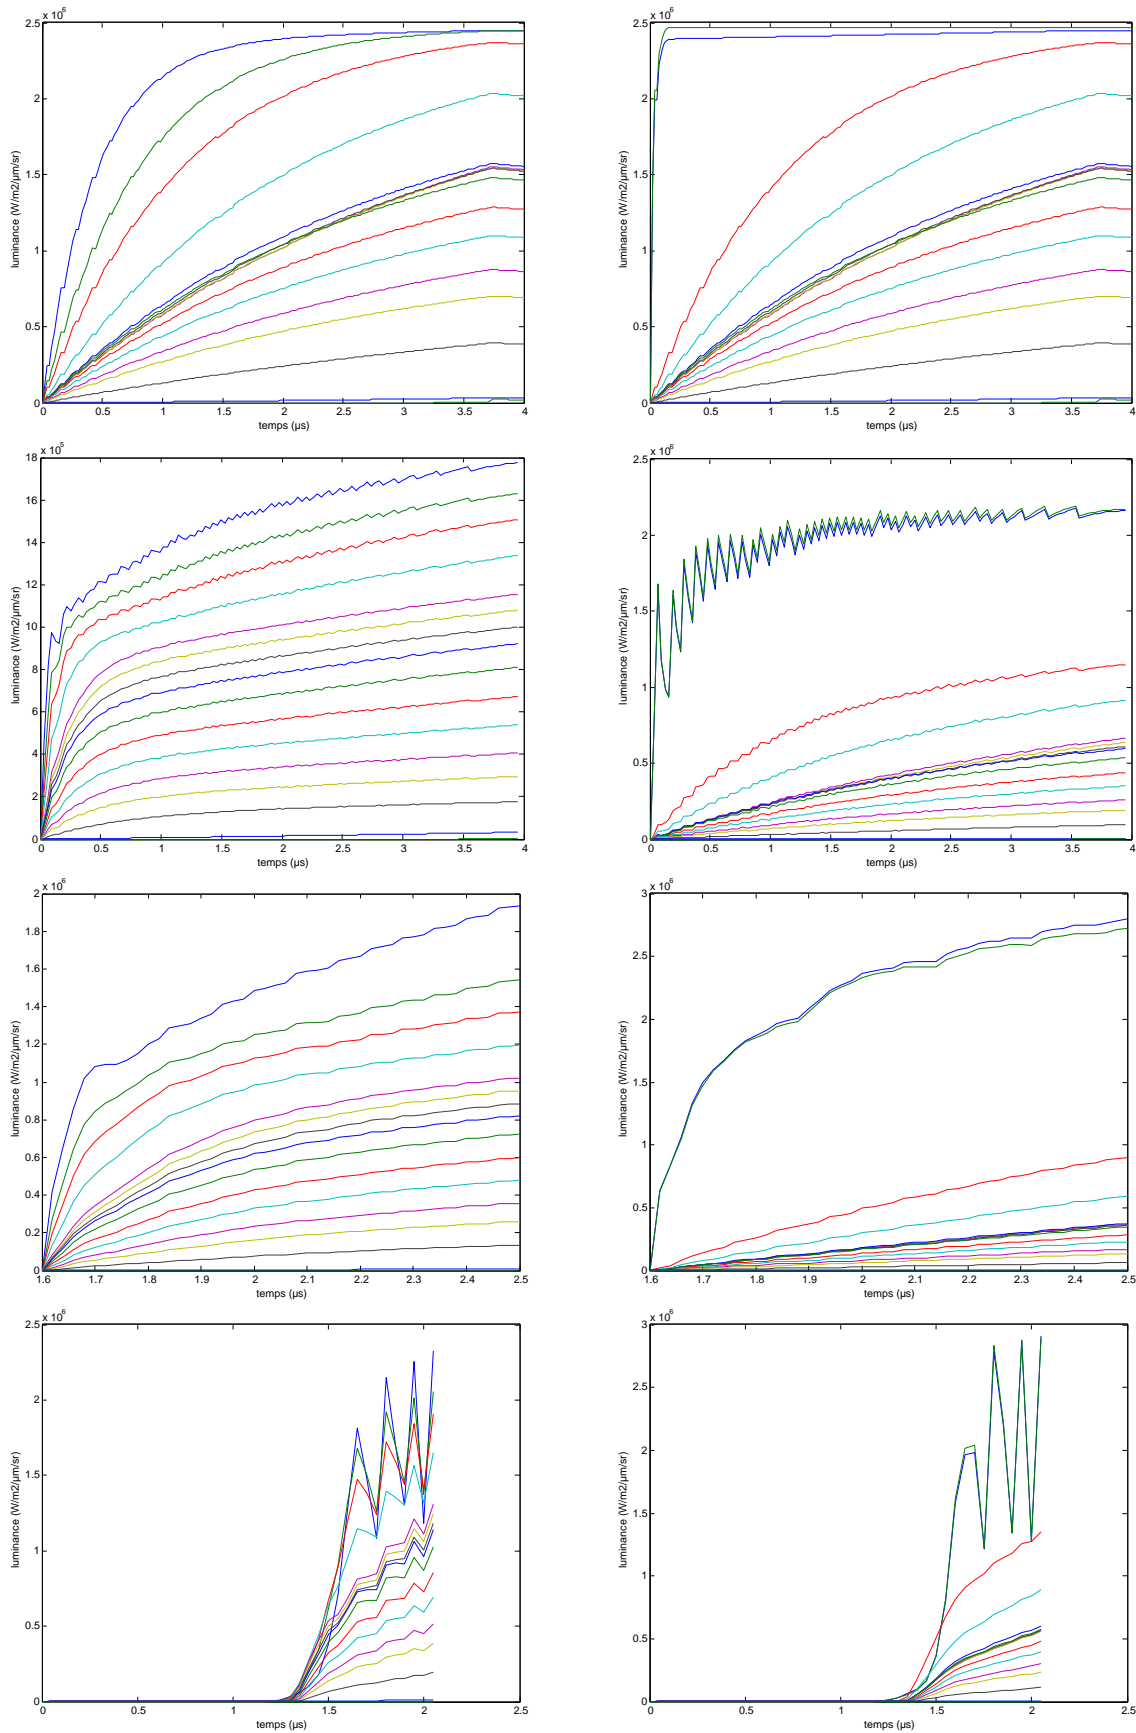 x 10^6
2.5
2
1.5
1
0.5
0
luminance (W/m2/µm/sr)
0 0.5 1 1.5 2 2.5 3 3.5 4
temps (µs)
x 10^6
2.5
2
1.5
1
0.5
0
luminance (W/m2/µm/sr)
0 0.5 1 1.5 2 2.5 3 3.5 4
temps (µs)
x 10^5
18
16
14
12
10
8
6
4
2
0
luminance (W/m2/µm/sr)
0 0.5 1 1.5 2 2.5 3 3.5 4
temps (µs)
x 10^6
2.5
2
1.5
1
0.5
0
luminance (W/m2/µm/sr)
0 0.5 1 1.5 2 2.5 3 3.5 4
temps (µs)
x 10^6
2
1.8
1.6
1.4
1.2
1
0.8
0.6
0.4
0.2
0
luminance (W/m2/µm/sr)
1.6 1.7 1.8 1.9 2 2.1 2.2 2.3 2.4 2.5
temps (µs)
x 10^6
3
2.5
2
1.5
1
0.5
0
luminance (W/m2/µm/sr)
1.6 1.7 1.8 1.9 2 2.1 2.2 2.3 2.4 2.5
temps (µs)
x 10^6
2.5
2
1.5
1
0.5
0
luminance (W/m2/µm/sr)
0 0.5 1 1.5 2 2.5
temps (µs)
x 10^6
3
2.5
2
1.5
1
0.5
0
luminance (W/m2/µm/sr)
0 0.5 1 1.5 2 2.5
temps (µs)